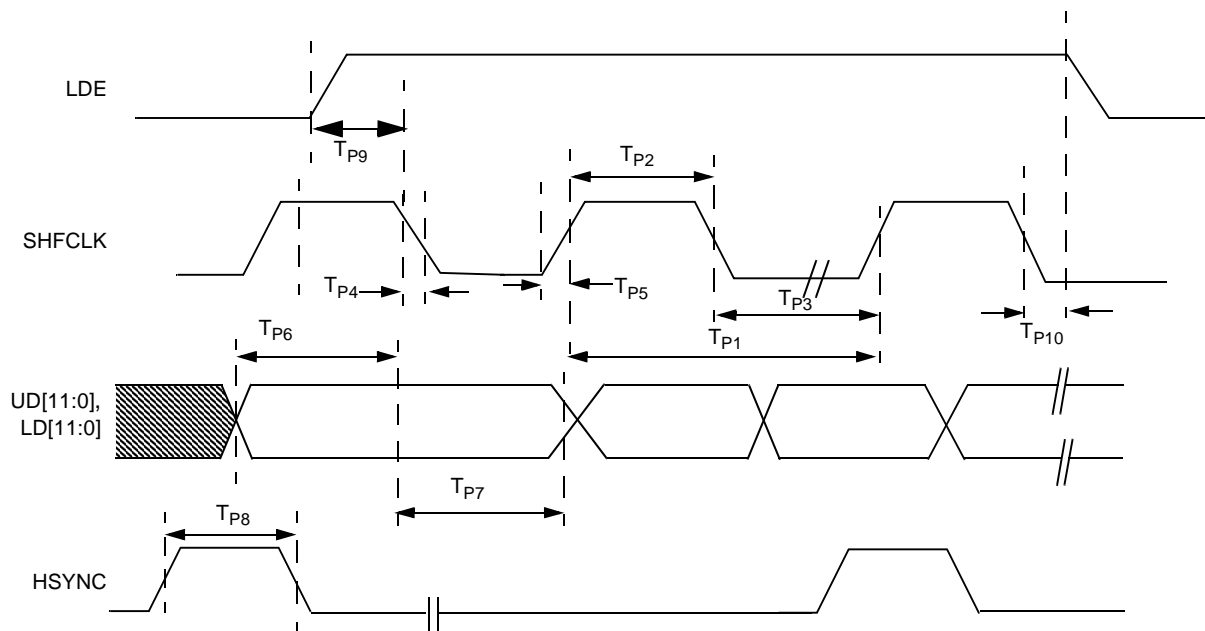 LDE
TP9
TP2
SHFCLK
TP4
TP5
TP3
TP10
TP6
TP1
UD[11:0],
LD[11:0]
TP7
TP8
HSYNC